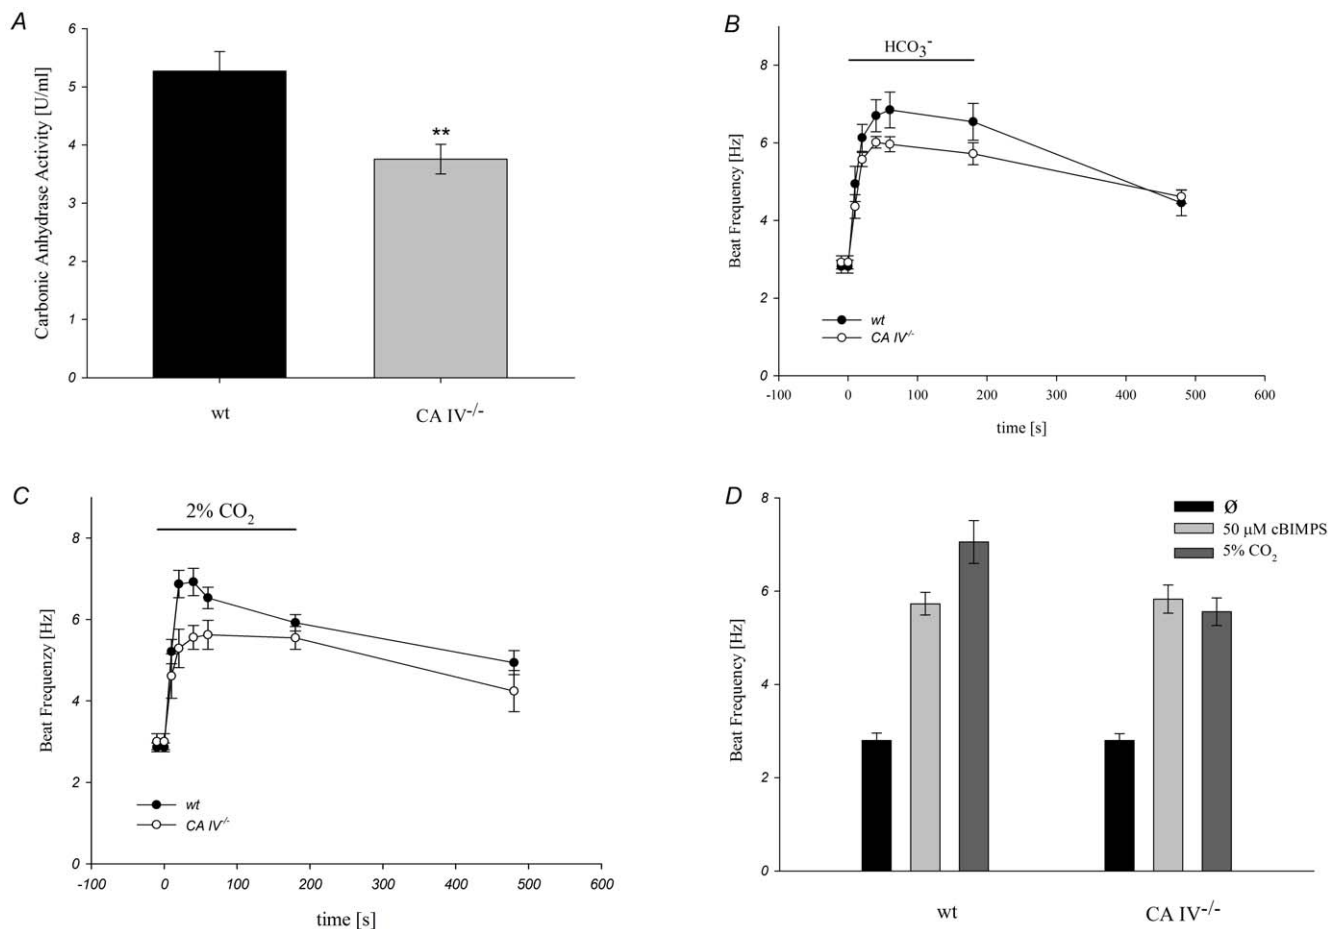 A
Carbonic Anhydrase Activity [U/ml]
6
5
4
3
2
1
0
**
wt
CA IV-/-
B
HCO3-
Beat Frequency [Hz]
8
6
4
2
0
wt
CA IV-/-
-100 0 100 200 300 400 500 600
time [s]
C
2% CO2
Beat Frequenzy [Hz]
8
6
4
2
0
wt
CA IV-/-
-100 0 100 200 300 400 500 600
time [s]
D
Beat Frequency [Hz]
8
6
4
2
0
Ø
50 µM cBIMPS
5% CO2
wt
CA IV-/-